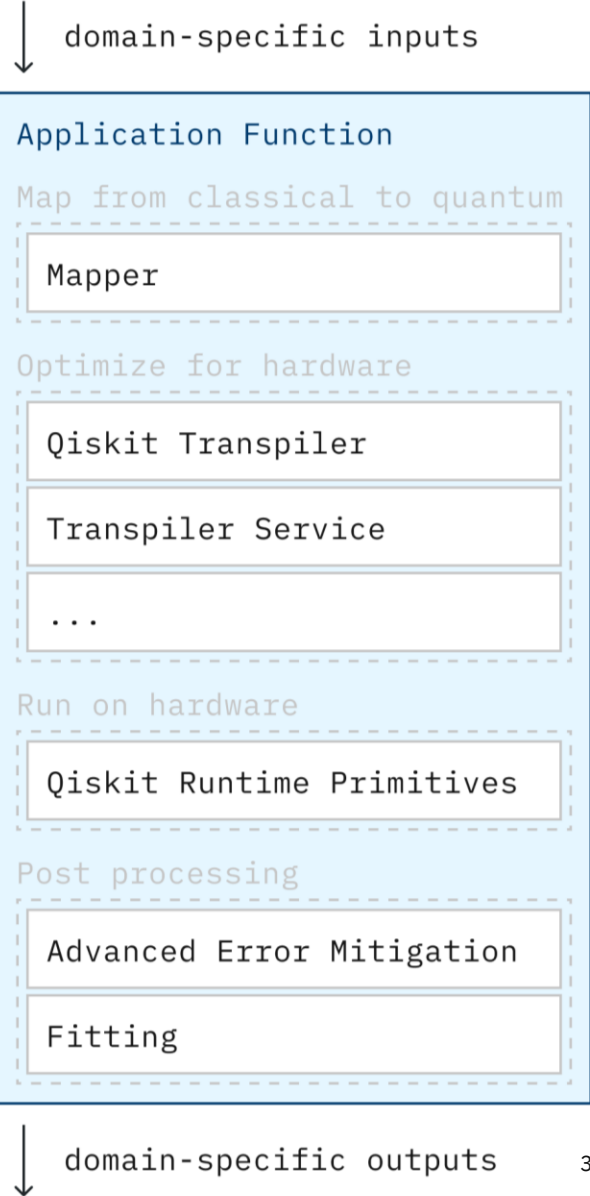 domain-specific inputs
Application Function
Map from classical to quantum
Mapper
Optimize for hardware
Qiskit Transpiler
Transpiler Service
...
Run on hardware
Qiskit Runtime Primitives
Post processing
Advanced Error Mitigation
Fitting
domain-specific outputs
3